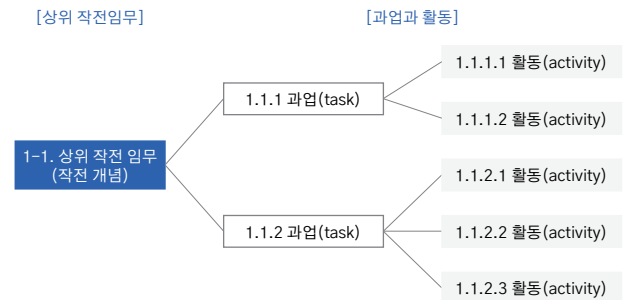 [상위 작전임무]
[과업과 활동]
1.1.1.1 활동(activity)
1.1.1 과업(task)
1.1.1.2 활동(activity)
1-1. 상위 작전 임무
(작전 개념)
1.1.2.1 활동(activity)
1.1.2 과업(task)
1.1.2.2 활동(activity)
1.1.2.3 활동(activity)